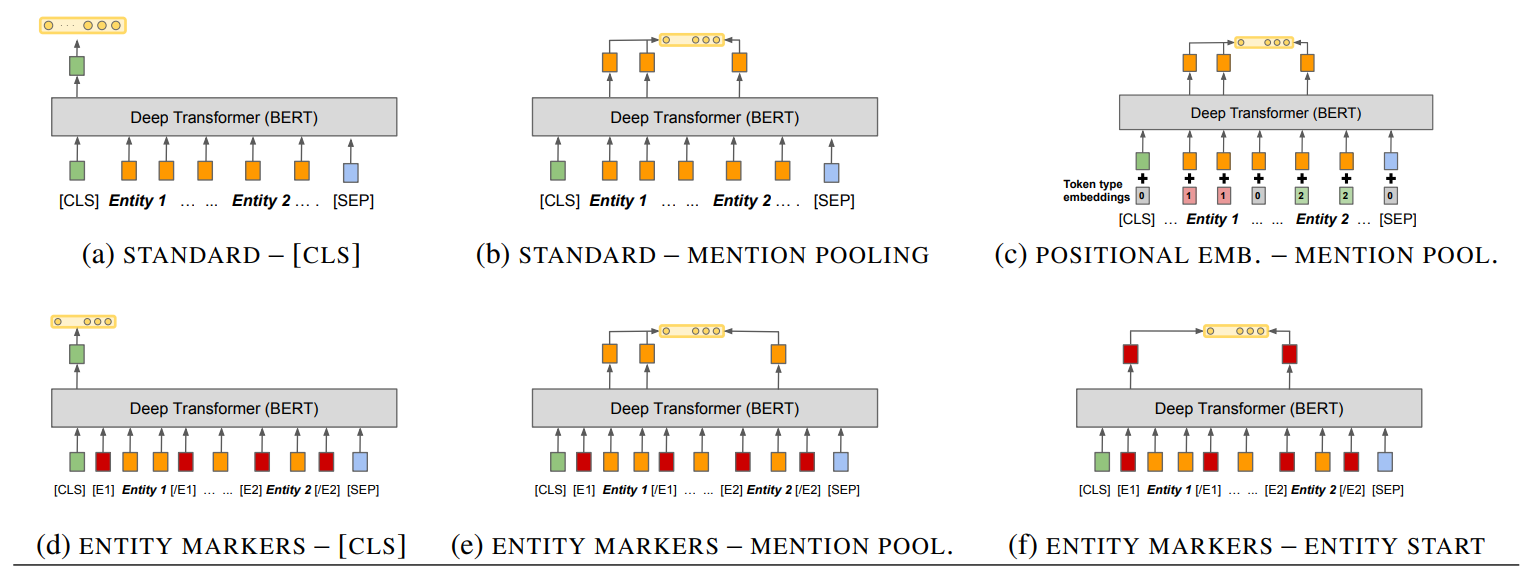 Deep Transformer (BERT)
[CLS] Entity 1 ... ... Entity 2 ... . [SEP]
(a) STANDARD – [CLS]
Deep Transformer (BERT)
[CLS] Entity 1 ... ... Entity 2 ... . [SEP]
(b) STANDARD – MENTION POOLING
Deep Transformer (BERT)
Token type
embeddings
0 1 1 0 2 2 0
[CLS] ... Entity 1 ... ... Entity 2 ... [SEP]
(c) POSITIONAL EMB. – MENTION POOL.
Deep Transformer (BERT)
[CLS] [E1] Entity 1 [/E1] ... ... [E2] Entity 2 [/E2] [SEP]
(d) ENTITY MARKERS – [CLS]
Deep Transformer (BERT)
[CLS] [E1] Entity 1 [/E1] ... ... [E2] Entity 2 [/E2] [SEP]
(e) ENTITY MARKERS – MENTION POOL.
Deep Transformer (BERT)
[CLS] [E1] Entity 1 [/E1] ... ... [E2] Entity 2 [/E2] [SEP]
(f) ENTITY MARKERS – ENTITY START